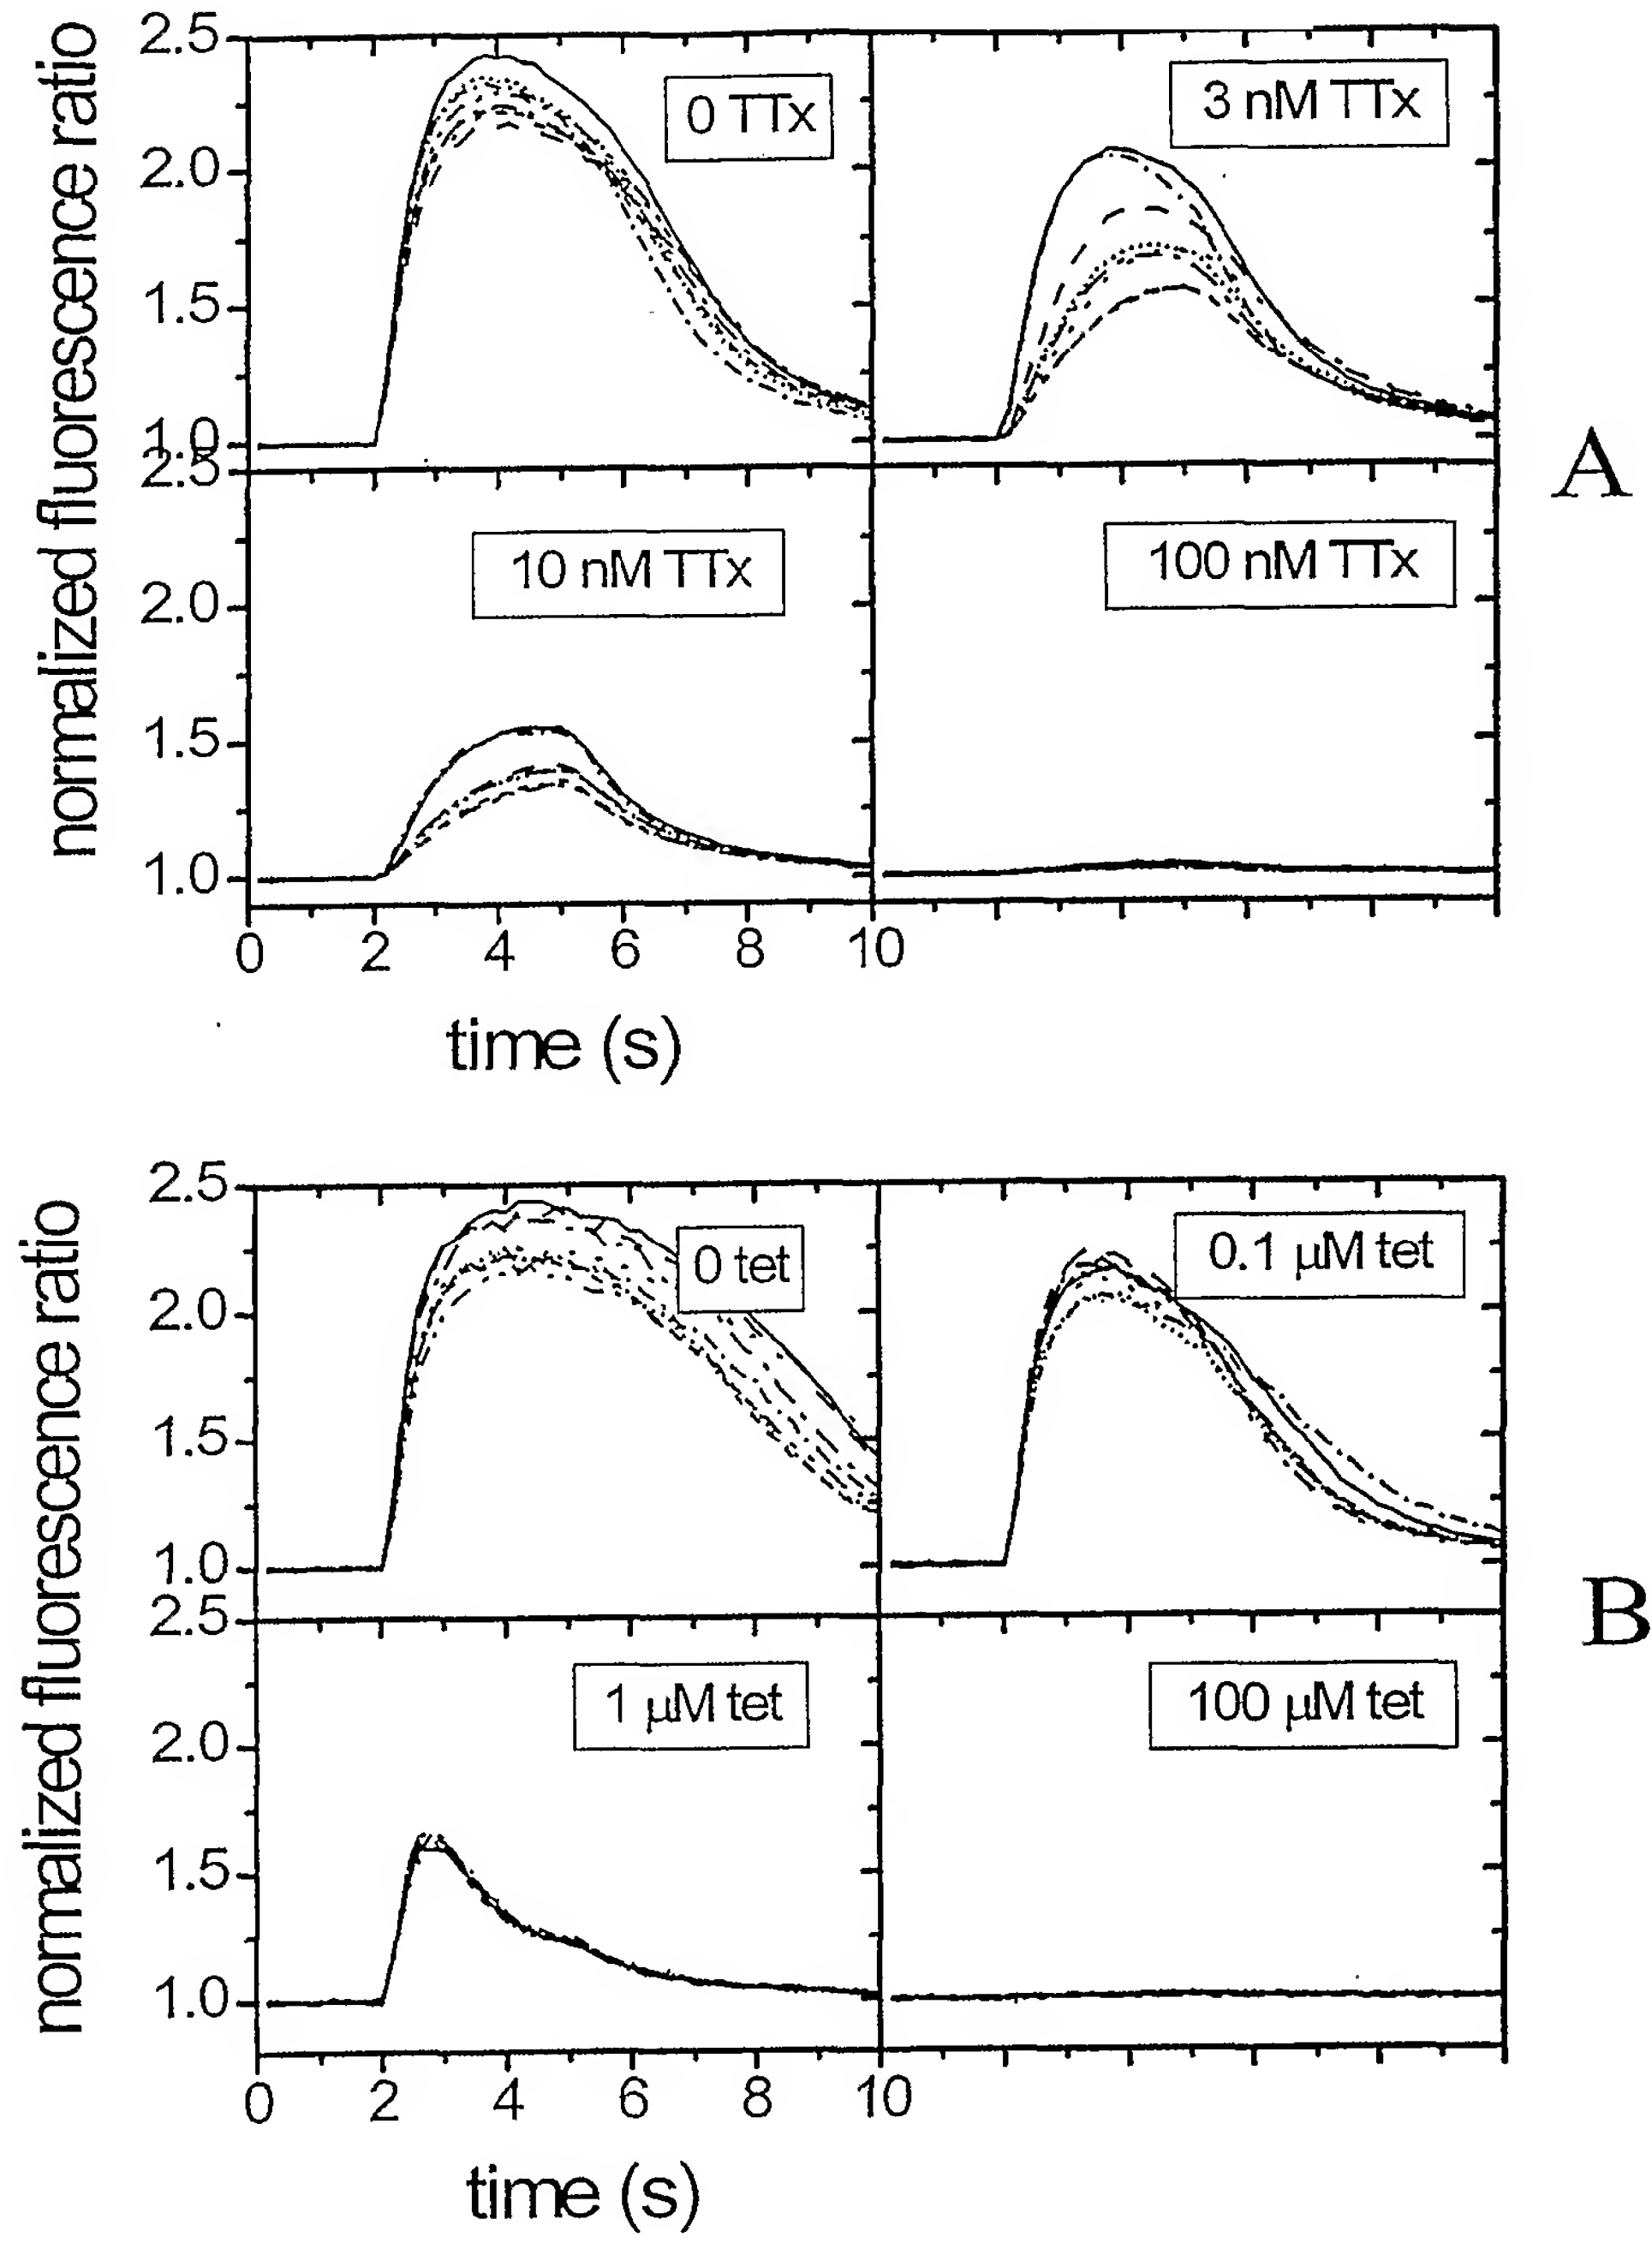 normalized fluorescence ratio
2.5
2.0
1.5
1.0
0 TTx
3 nM TTx
A
2.5
2.0
1.5
1.0
10 nM TTx
100 nM TTx
0 2 4 6 8 10
time (s)
normalized fluorescence ratio
2.5
2.0
1.5
1.0
0 tet
0.1 μM tet
B
2.5
2.0
1.5
1.0
1 μM tet
100 μM tet
0 2 4 6 8 10
time (s)